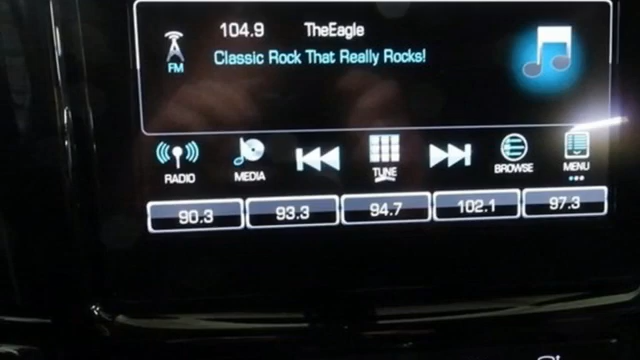 104.9 TheEagle
FM
Classic Rock That Really Rocks!
RADIO MEDIA TUNE BROWSE MENU
90.3 93.3 94.7 102.1 97.3